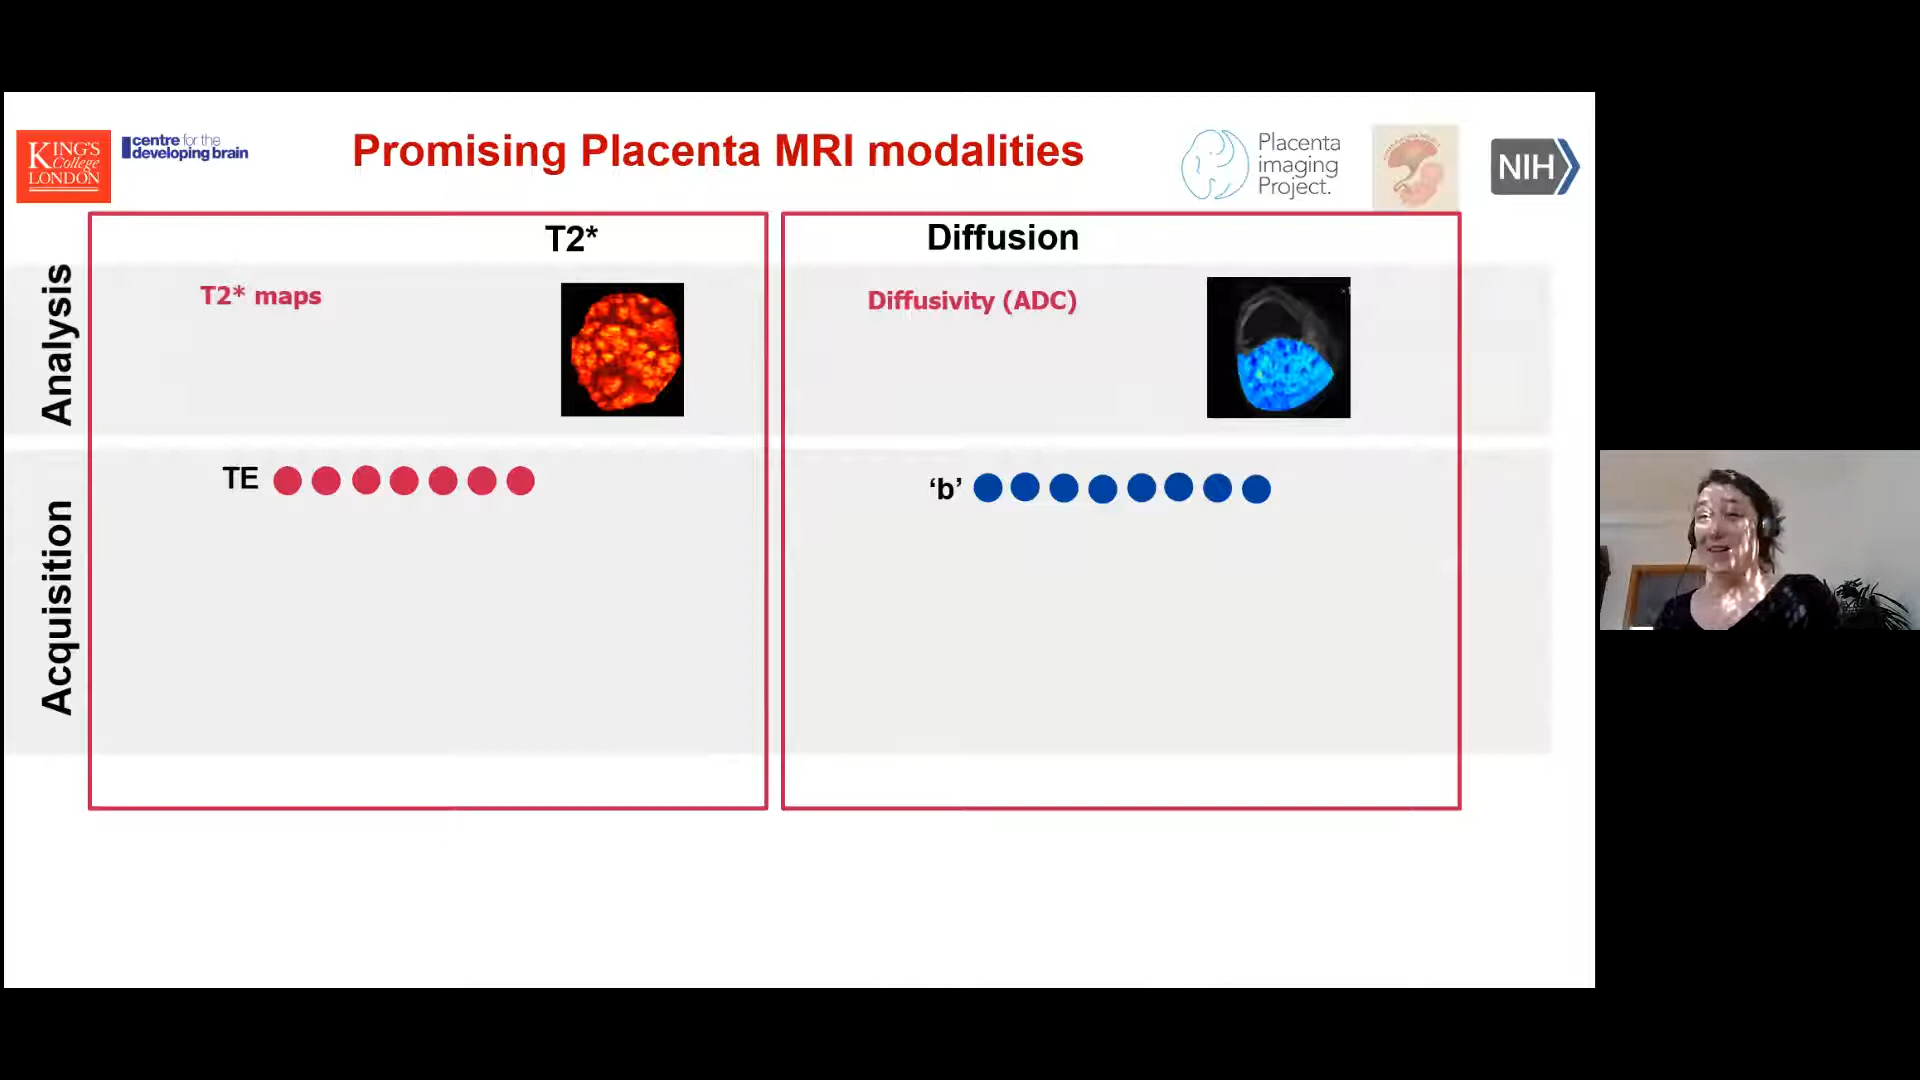 KING'S
College
LONDON
centre for the
developing brain
Promising Placenta MRI modalities
Placenta
imaging
Project.
NIH
T2*
Diffusion
Analysis
T2* maps
Diffusivity (ADC)
Acquisition
TE
‘b’